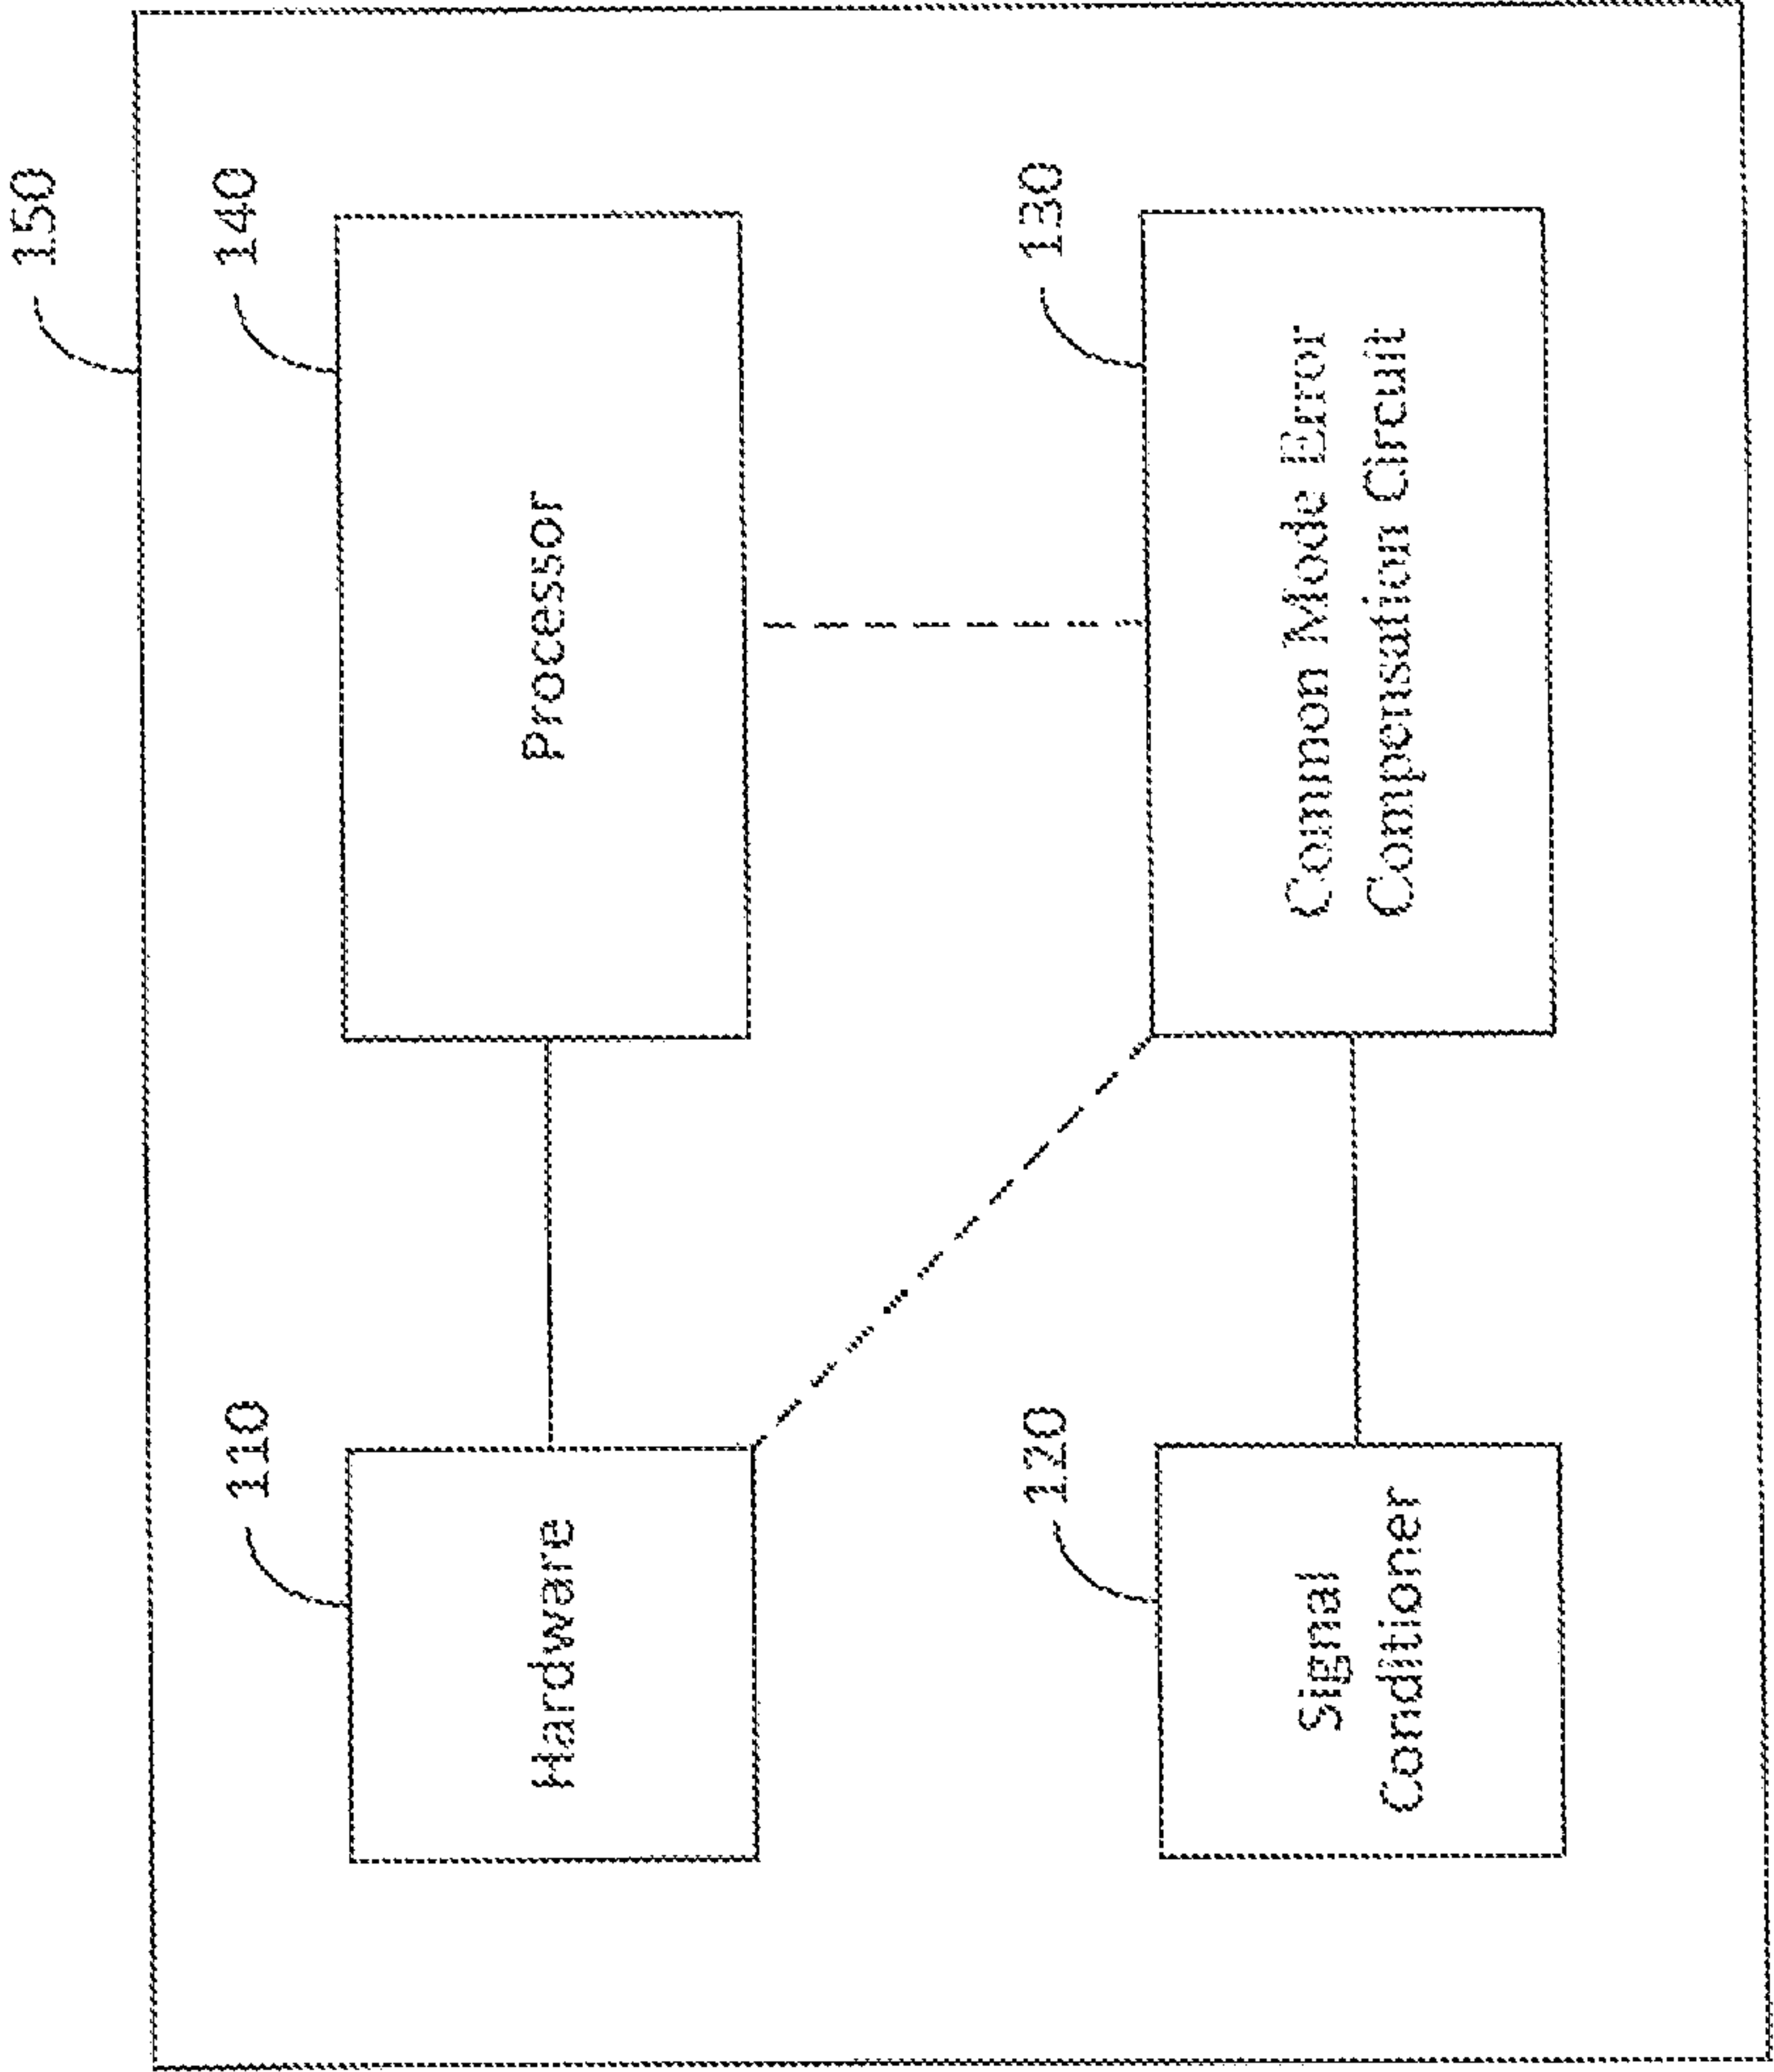 150
110
140
Hardware
Processor
120
130
Signal
Conditioner
Common Mode Error
Compensation Circuit